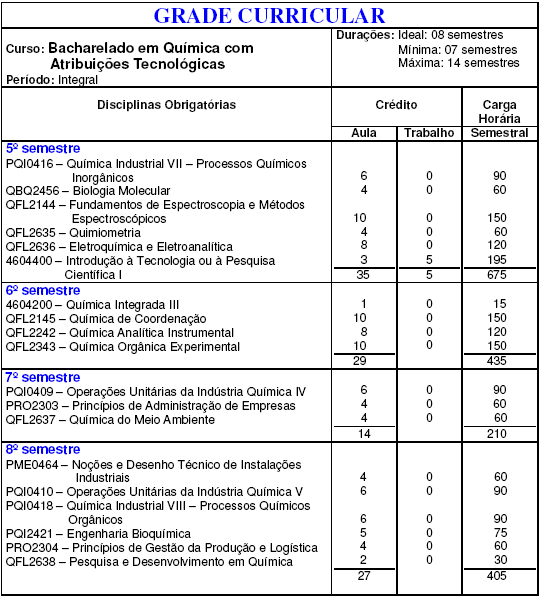 GRADE CURRICULAR
Curso: Bacharelado em Química com
Atribuições Tecnológicas
Período: Integral
Durações: Ideal: 08 semestres
Mínima: 07 semestres
Máxima: 14 semestres
Disciplinas Obrigatórias Crédito Carga
Horária
Aula Trabalho Semestral
5º semestre
PQI0416 – Química Industrial VII – Processos Químicos
Inorgânicos 6 0 90
QBQ2456 – Biologia Molecular 4 0 60
QFL2144 – Fundamentos de Espectroscopia e Métodos
Espectroscópicos 10 0 150
QFL2635 – Quimiometria 4 0 60
QFL2636 – Eletroquímica e Eletroanalítica 8 0 120
4604400 – Introdução à Tecnologia ou à Pesquisa 3 5 195
Científica I 35 5 675
6º semestre
4604200 – Química Integrada III 1 0 15
QFL2145 – Química de Coordenação 10 0 150
QFL2242 – Química Analítica Instrumental 8 0 120
QFL2343 – Química Orgânica Experimental 10 0 150
29 435
7º semestre
PQI0409 – Operações Unitárias da Indústria Química IV 6 0 90
PRO2303 – Princípios de Administração de Empresas 4 0 60
QFL2637 – Química do Meio Ambiente 4 0 60
14 210
8º semestre
PME0464 – Noções e Desenho Técnico de Instalações
Industriais 4 0 60
PQI0410 – Operações Unitárias da Indústria Química V 6 0 90
PQI0418 – Química Industrial VIII – Processos Químicos
Orgânicos 6 0 90
PQI2421 – Engenharia Bioquímica 5 0 75
PRO2304 – Princípios de Gestão da Produção e Logística 4 0 60
QFL2638 – Pesquisa e Desenvolvimento em Química 2 0 30
27 405